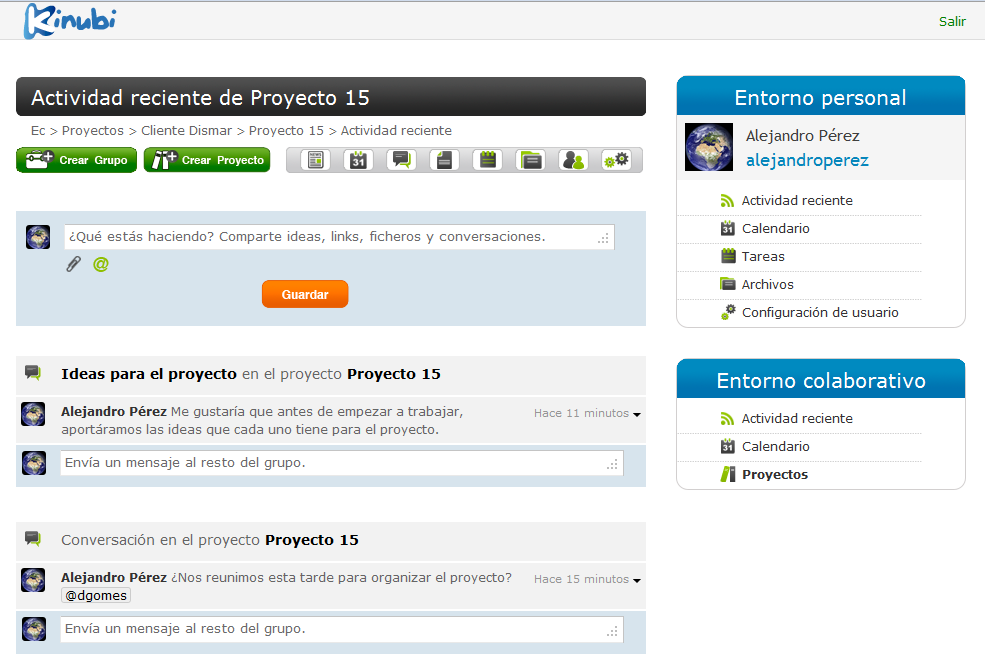 Kinubi
Salir
Actividad reciente de Proyecto 15
Ec > Proyectos > Cliente Dismar > Proyecto 15 > Actividad reciente
Crear Grupo
Crear Proyecto
31
¿Qué estás haciendo? Comparte ideas, links, ficheros y conversaciones.
@
Guardar
Ideas para el proyecto en el proyecto Proyecto 15
Alejandro Pérez Me gustaría que antes de empezar a trabajar,
aportáramos las ideas que cada uno tiene para el proyecto.
Hace 11 minutos
Envía un mensaje al resto del grupo.
Conversación en el proyecto Proyecto 15
Alejandro Pérez ¿Nos reunimos esta tarde para organizar el proyecto?
@dgomes
Hace 15 minutos
Envía un mensaje al resto del grupo.
Entorno personal
Alejandro Pérez
alejandroperez
Actividad reciente
31 Calendario
Tareas
Archivos
Configuración de usuario
Entorno colaborativo
Actividad reciente
31 Calendario
Proyectos